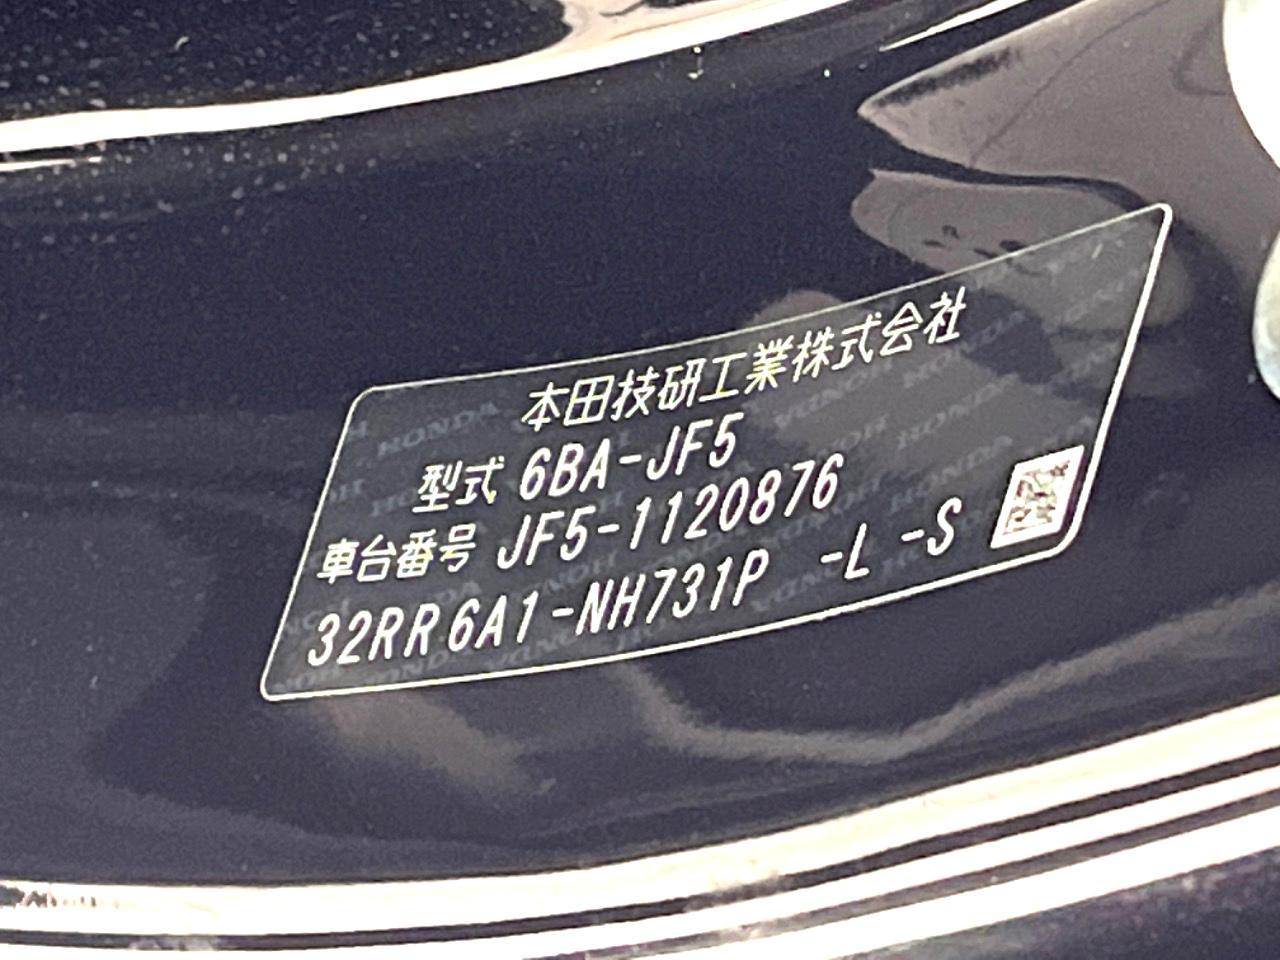 本田技研工業株式会社
型式 6BA-JF5
車台番号 JF5-1120876
32RR6A1-NH731P -L -S